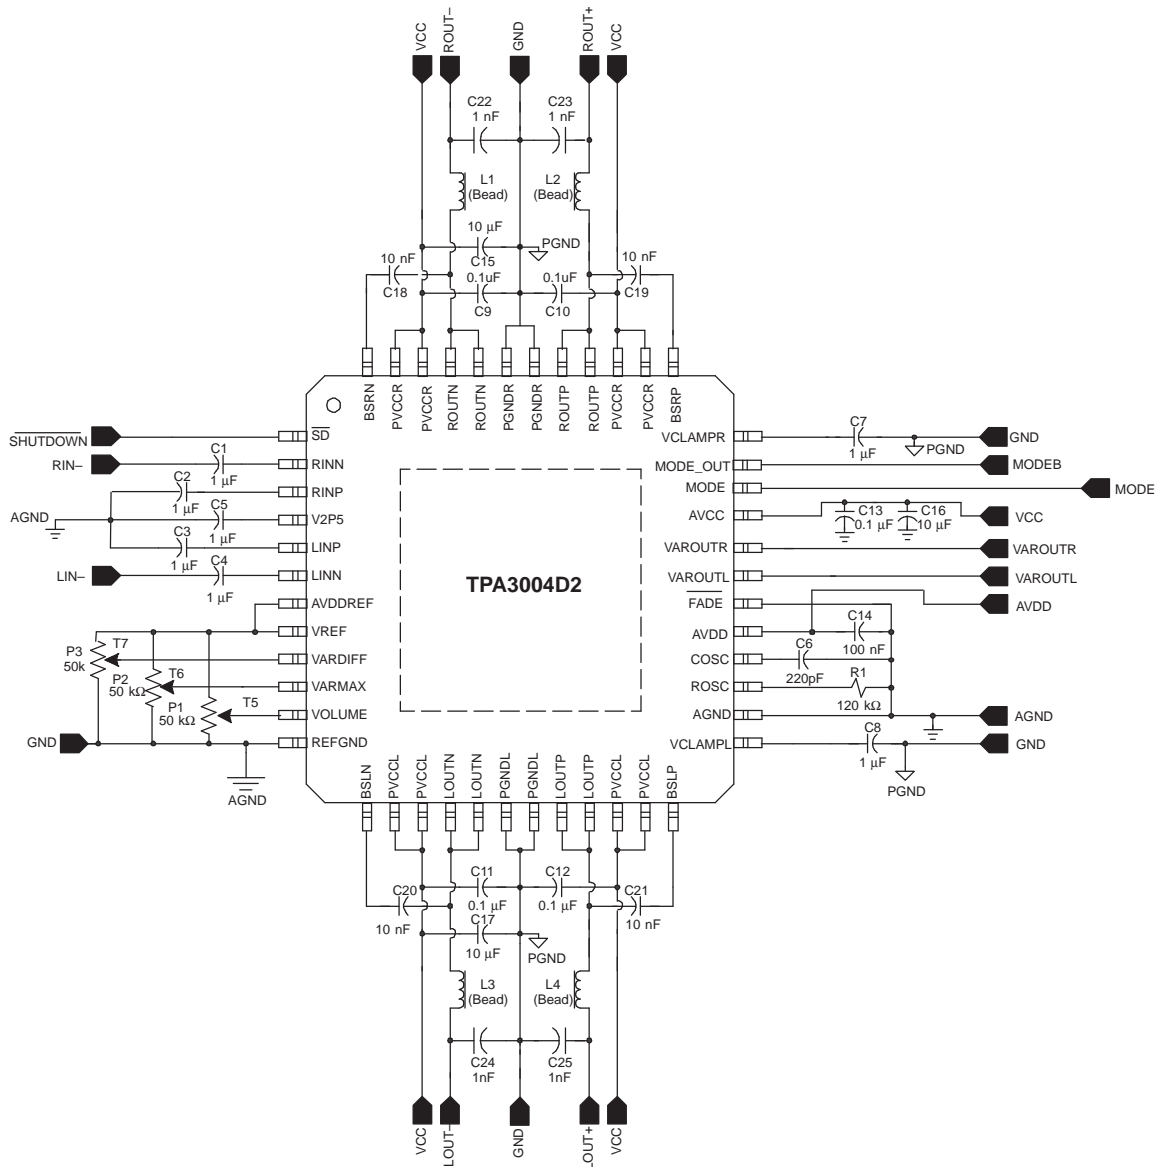 VCC
ROUT–
GND
ROUT+
VCC
C22
1 nF
C23
1 nF
L1
(Bead)
L2
(Bead)
10 µF
C15
PGND
10 nF
C18
0.1uF
C9
0.1uF
C10
10 nF
C19
BSRN
PVCCR
PVCCR
ROUTN
ROUTN
PGNDR
PGNDR
ROUTP
ROUTP
PVCCR
PVCCR
BSRP
SHUTDOWN
SD
RIN–
C1
1 µF
RINN
C2
1 µF
RINP
AGND
C5
1 µF
V2P5
C3
1 µF
LINP
LIN–
C4
1 µF
LINN
AVDDREF
VREF
P3
50k
T7
VARDIFF
P2
50 kΩ
T6
VARMAX
P1
50 kΩ
T5
VOLUME
GND
REFGND
AGND
TPA3004D2
VCLAMPR
C7
1 µF
PGND
GND
MODE_OUT
MODEB
MODE
MODE
AVCC
C13
0.1 µF
C16
10 µF
VCC
VAROUTR
VAROUTR
VAROUTL
VAROUTL
FADE
AVDD
AVDD
C14
100 nF
COSC
C6
220pF
ROSC
R1
120 kΩ
AGND
AGND
VCLAMPL
C8
1 µF
PGND
GND
BSLN
PVCCL
PVCCL
LOUTN
LOUTN
PGNDL
PGNDL
LOUTP
LOUTP
PVCCL
PVCCL
BSLP
C20
10 nF
C11
0.1 µF
C12
0.1 µF
C21
10 nF
C17
10 µF
PGND
L3
(Bead)
L4
(Bead)
C24
1nF
C25
1nF
VCC
LOUT–
GND
LOUT+
VCC